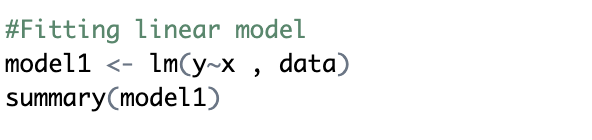 #Fitting linear model
model1 <- lm(y~x , data)
summary(model1)